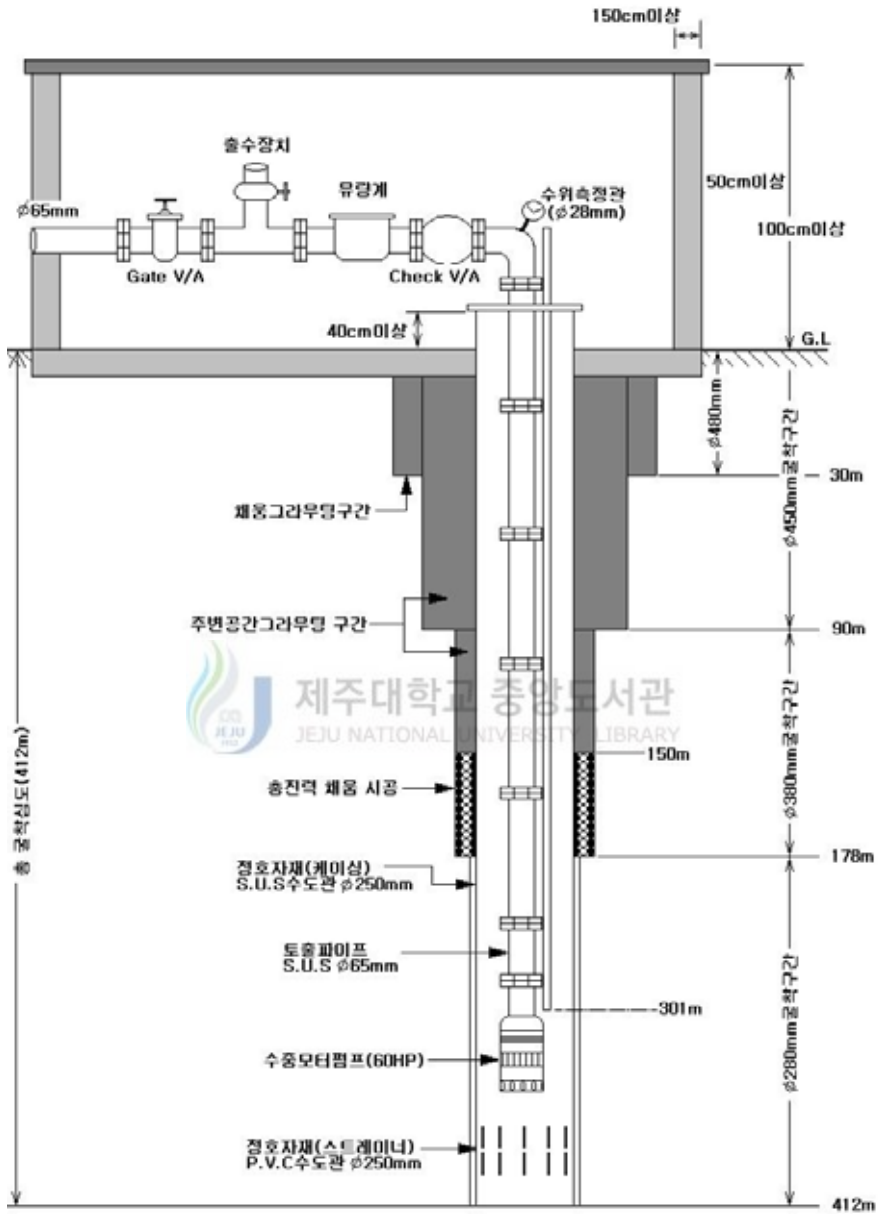 150cm이상
출수장치
유량계
수위측정관
(φ28mm)
50cm이상
φ65mm
100cm이상
Gate V/A
Check V/A
40cm이상
G.L
φ480mm
φ450mm굴착구간
30m
채움그라우팅구간
주변공간그라우팅 구간
90m
제주대학교 중앙도서관
JEJU NATIONAL UNIVERSITY LIBRARY
JEJU
1952
150m
φ380mm굴착구간
총 굴착심도(412m)
충진력 채움 시공
178m
정호자재(케이싱)
S.U.S수도관 φ250mm
토출파이프
S.U.S φ65mm
301m
φ280mm굴착구간
수중모터펌프(60HP)
정호자재(스트레이너)
P.V.C수도관 φ250mm
412m